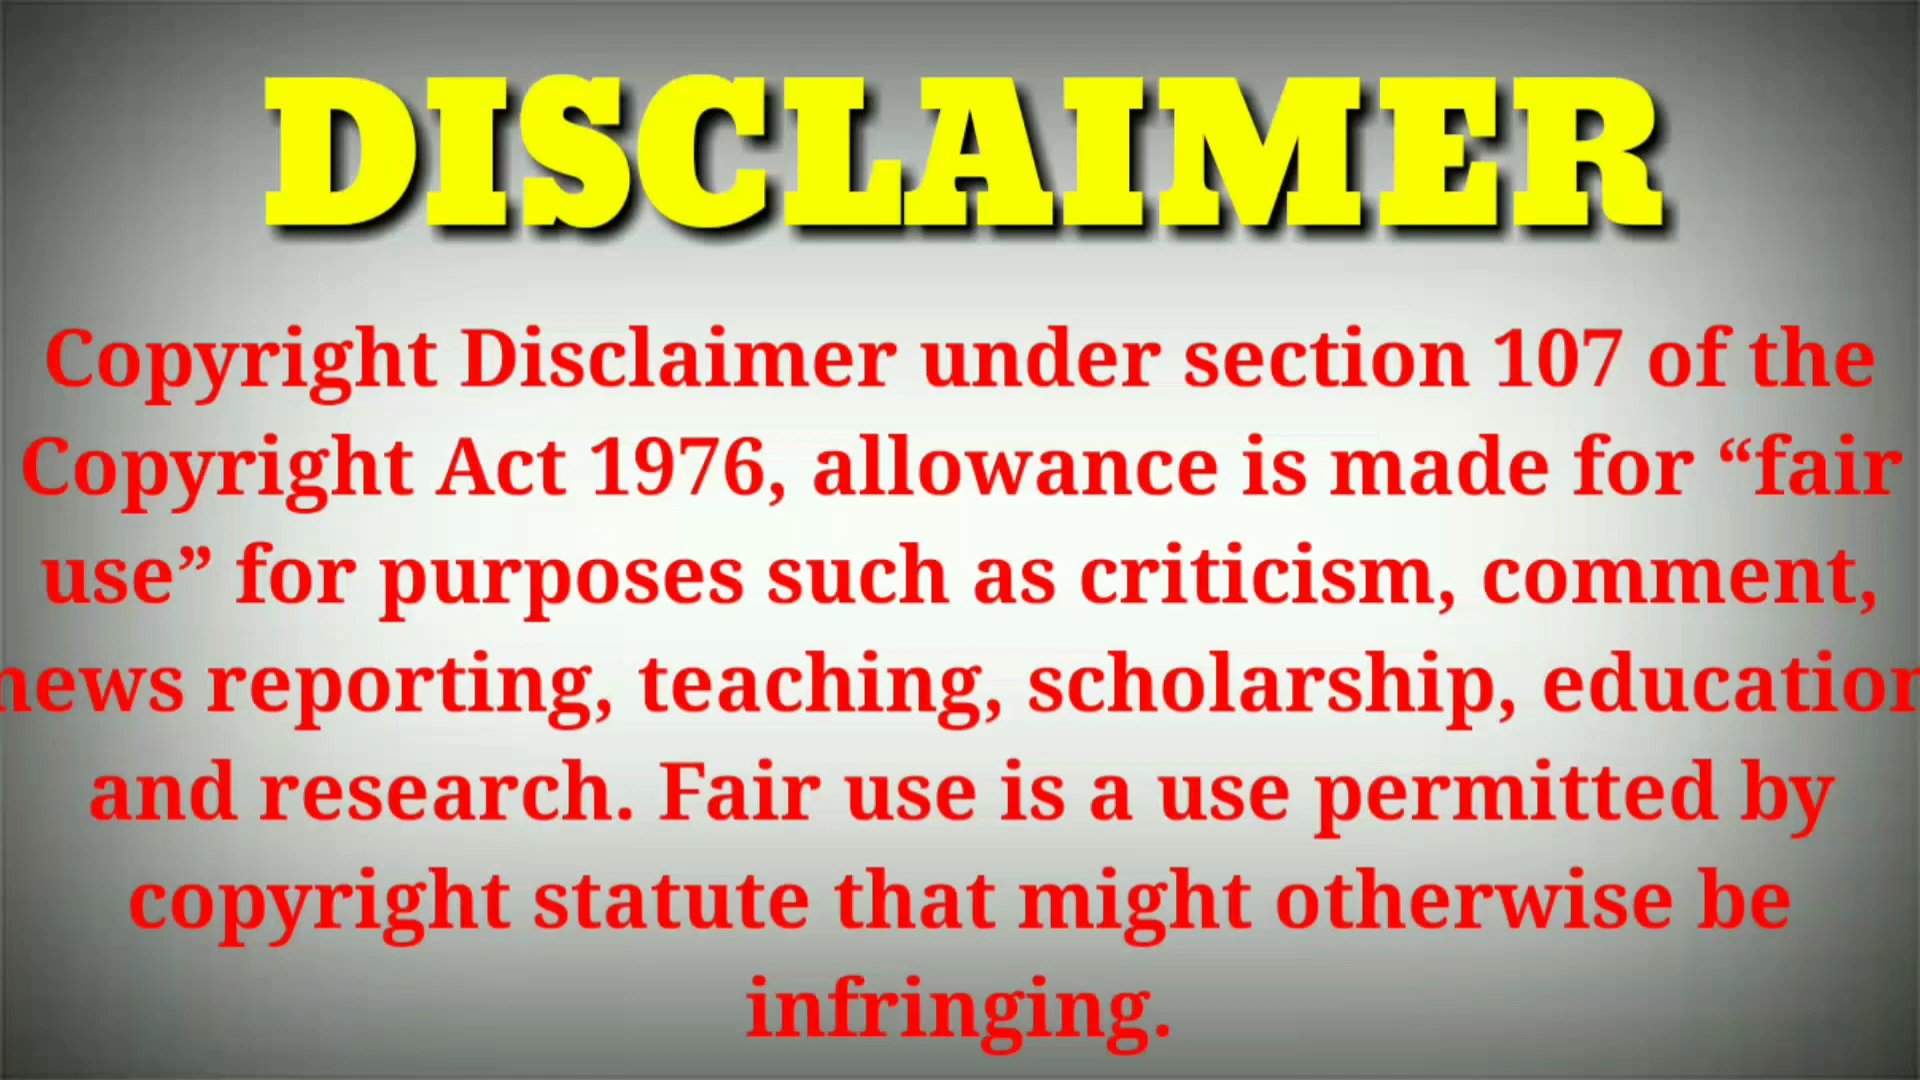 DISCLAIMER
Copyright Disclaimer under section 107 of the
Copyright Act 1976, allowance is made for “fair
use” for purposes such as criticism, comment,
news reporting, teaching, scholarship, education
and research. Fair use is a use permitted by
copyright statute that might otherwise be
infringing.